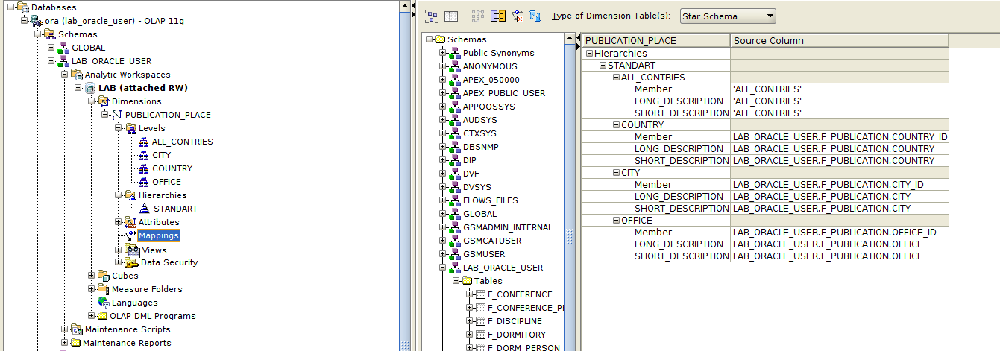 Databases
ora (lab_oracle_user) - OLAP 11g
Schemas
GLOBAL
LAB_ORACLE_USER
Analytic Workspaces
LAB (attached RW)
Dimensions
PUBLICATION_PLACE
Levels
ALL_CONTRIES
CITY
COUNTRY
OFFICE
Hierarchies
STANDART
Attributes
Mappings
Views
Data Security
Cubes
Measure Folders
Languages
OLAP DML Programs
Maintenance Scripts
Maintenance Reports
Type of Dimension Table(s): Star Schema
Schemas
Public Synonyms
ANONYMOUS
APEX_050000
APEX_PUBLIC_USER
APPQOSSYS
AUDSYS
CTXSYS
DBSNMP
DIP
DVF
DVSYS
FLOWS_FILES
GLOBAL
GSMADMIN_INTERNAL
GSMCATUSER
GSMUSER
LAB_ORACLE_USER
Tables
F_CONFERENCE
F_CONFERENCE_P
F_DISCIPLINE
F_DORMITORY
F_DORM_PERSON
PUBLICATION_PLACE Source Column
Hierarchies
STANDART
ALL_CONTRIES
Member 'ALL_CONTRIES'
LONG_DESCRIPTION 'ALL_CONTRIES'
SHORT_DESCRIPTION 'ALL_CONTRIES'
COUNTRY
Member LAB_ORACLE_USER.F_PUBLICATION.COUNTRY_ID
LONG_DESCRIPTION LAB_ORACLE_USER.F_PUBLICATION.COUNTRY
SHORT_DESCRIPTION LAB_ORACLE_USER.F_PUBLICATION.COUNTRY
CITY
Member LAB_ORACLE_USER.F_PUBLICATION.CITY_ID
LONG_DESCRIPTION LAB_ORACLE_USER.F_PUBLICATION.CITY
SHORT_DESCRIPTION LAB_ORACLE_USER.F_PUBLICATION.CITY
OFFICE
Member LAB_ORACLE_USER.F_PUBLICATION.OFFICE_ID
LONG_DESCRIPTION LAB_ORACLE_USER.F_PUBLICATION.OFFICE
SHORT_DESCRIPTION LAB_ORACLE_USER.F_PUBLICATION.OFFICE